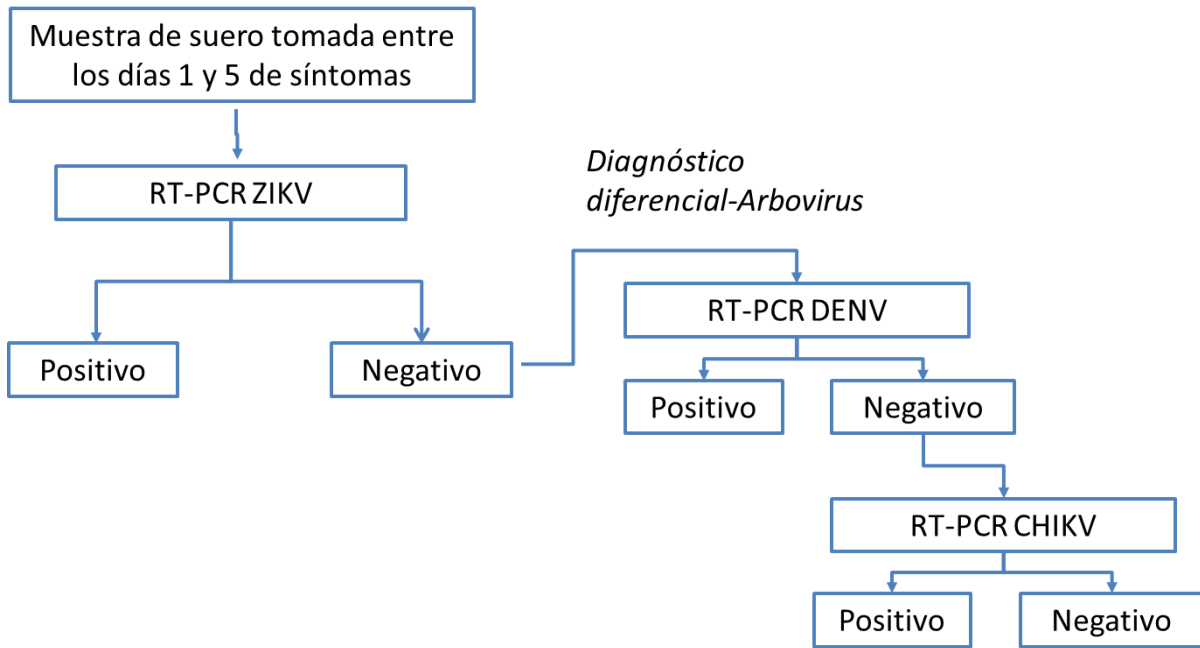 Muestra de suero tomada entre
los días 1 y 5 de síntomas
RT-PCR ZIKV
Positivo
Negativo
Diagnóstico
diferencial-Arbovirus
RT-PCR DENV
Positivo
Negativo
RT-PCR CHIKV
Positivo
Negativo